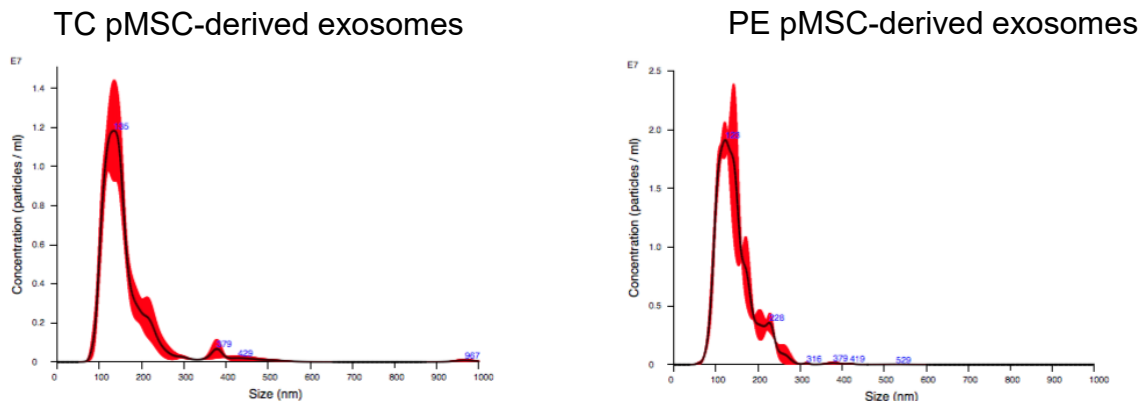 TC pMSC-derived exosomes
E7
Concentration (particles / ml)
1.4
1.2
1.0
0.8
0.6
0.4
0.2
0
135
379
429
967
0 100 200 300 400 500 600 700 800 900 1000
Size (nm)
PE pMSC-derived exosomes
E7
Concentration (particles / ml)
2.5
2.0
1.5
1.0
0.5
0
228
316
379
419
529
0 100 200 300 400 500 600 700 800 900 1000
Size (nm)